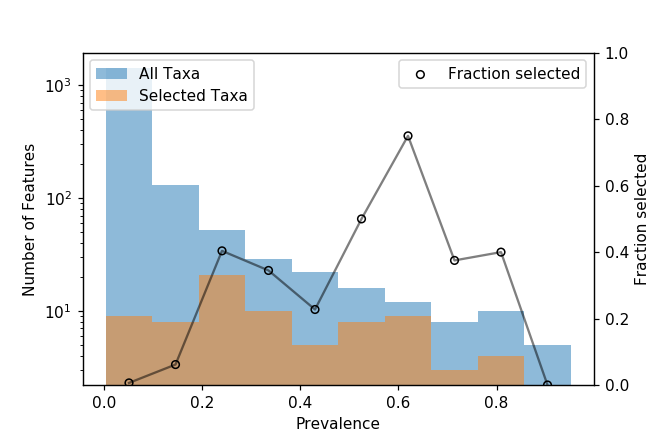 All Taxa
Selected Taxa
Fraction selected
Number of Features
10³
10²
10¹
1.0
0.8
0.6
0.4
0.2
0.0
Fraction selected
0.0 0.2 0.4 0.6 0.8
Prevalence